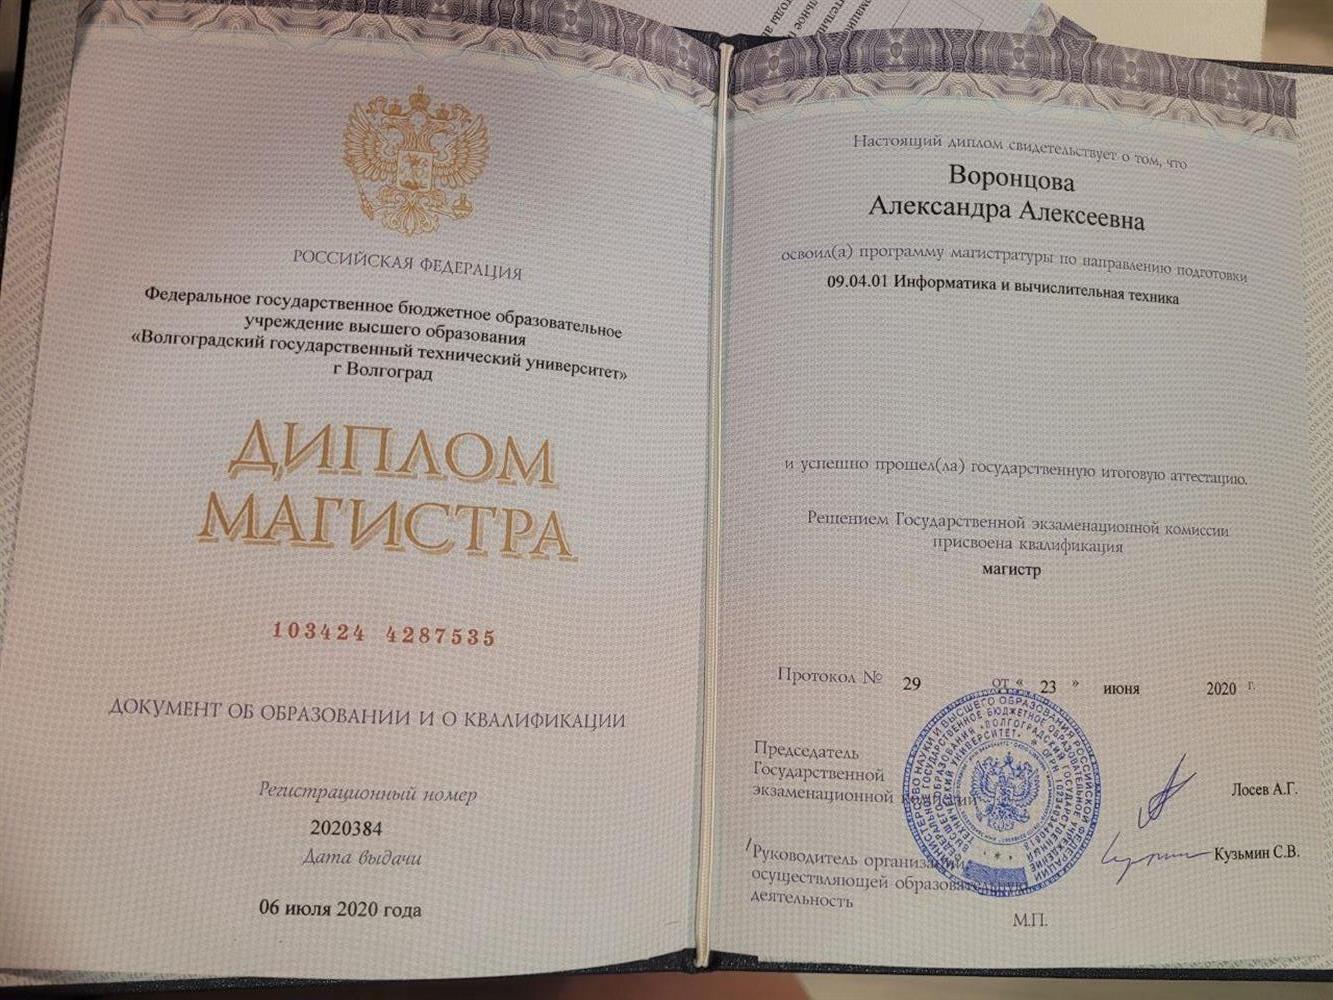 РОССИЙСКАЯ ФЕДЕРАЦИЯ
Федеральное государственное бюджетное образовательное
учреждение высшего образования
«Волгоградский государственный технический университет»
г Волгоград
ДИПЛОМ
МАГИСТРА
103424 4287535
ДОКУМЕНТ ОБ ОБРАЗОВАНИИ И О КВАЛИФИКАЦИИ
Регистрационный номер
2020384
Дата выдачи
06 июля 2020 года
Настоящий диплом свидетельствует о том, что
Воронцова
Александра Алексеевна
освоил(а) программу магистратуры по направлению подготовки
09.04.01 Информатика и вычислительная техника
и успешно прошел(ла) государственную итоговую аттестацию.
Решением Государственной экзаменационной комиссии
присвоена квалификация
магистр
Протокол № 29 от « 23 » июня 2020 г.
Председатель
Государственной
экзаменационной комиссии
Лосев А.Г.
/Руководитель организации,
осуществляющей образовательную
деятельность
Кузьмин С.В.
М.П.